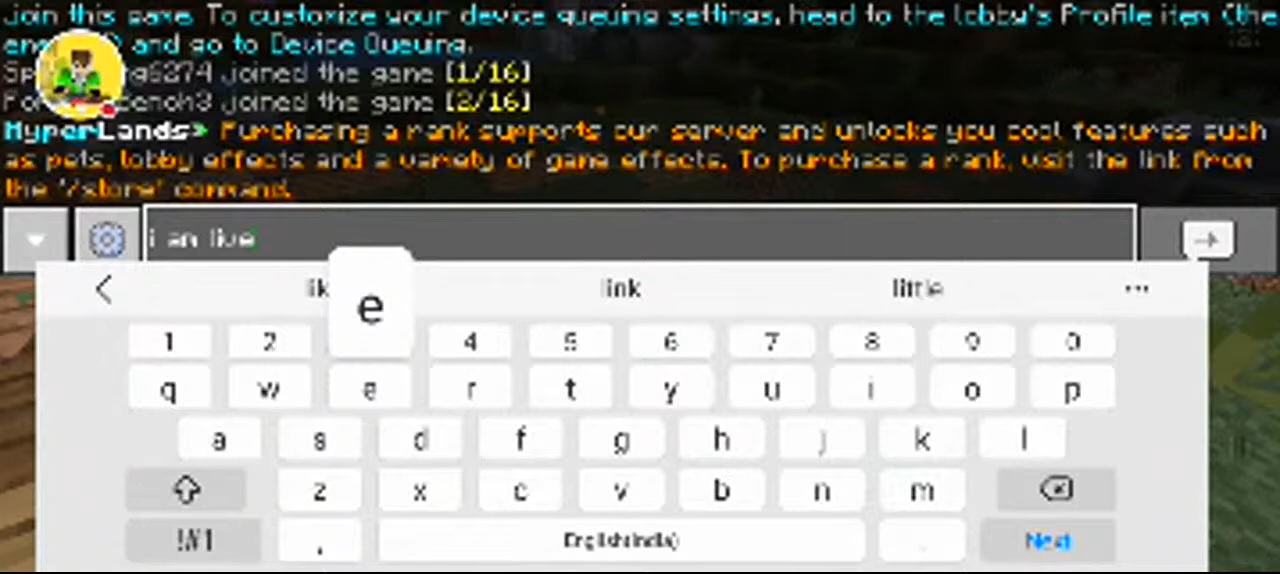 Join this game. To customize your device queuing settings, head to the lobby's Profile item (the
and go to Device Queuing.
joined the game [1/16]
joined the game [2/16]
HyperLands> Purchasing a rank supports our server and unlocks you cool features such
as pets, lobby effects and a variety of game effects. To purchase a rank, visit the link from
the '/store' command.
i am live
lik e link little ...
1 2 4 5 6 7 8 9 0
q w e r t y u i o p
a s d f g h j k l
z x c v b n m
!#1 , English(India) . Next